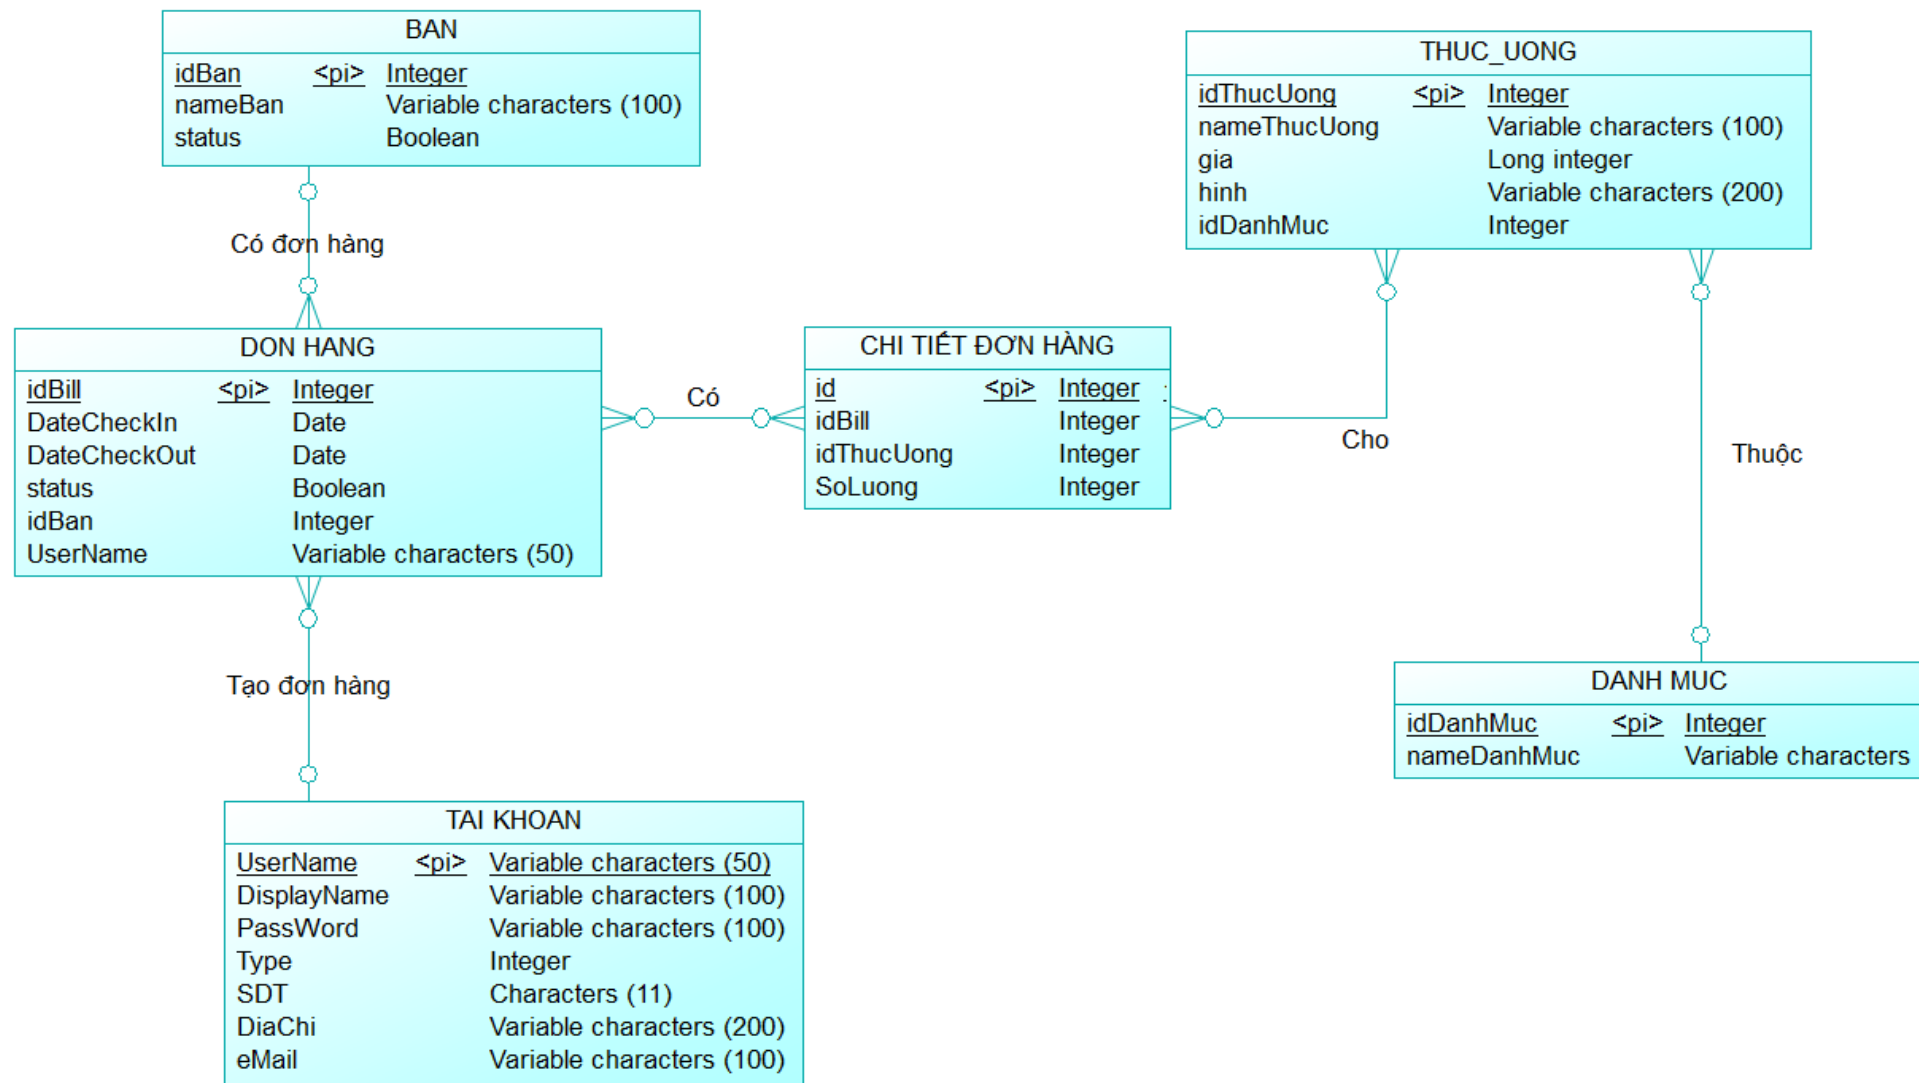 BAN
idBan <pi> Integer
nameBan Variable characters (100)
status Boolean
THUC_UONG
idThucUong <pi> Integer
nameThucUong Variable characters (100)
gia Long integer
hinh Variable characters (200)
idDanhMuc Integer
Có đơn hàng
DON HANG
idBill <pi> Integer
DateCheckIn Date
DateCheckOut Date
status Boolean
idBan Integer
UserName Variable characters (50)
Có
CHI TIẾT ĐƠN HÀNG
id <pi> Integer
idBill Integer
idThucUong Integer
SoLuong Integer
Cho
Thuộc
Tạo đơn hàng
DANH MUC
idDanhMuc <pi> Integer
nameDanhMuc Variable characters
TAI KHOAN
UserName <pi> Variable characters (50)
DisplayName Variable characters (100)
PassWord Variable characters (100)
Type Integer
SDT Characters (11)
DiaChi Variable characters (200)
eMail Variable characters (100)